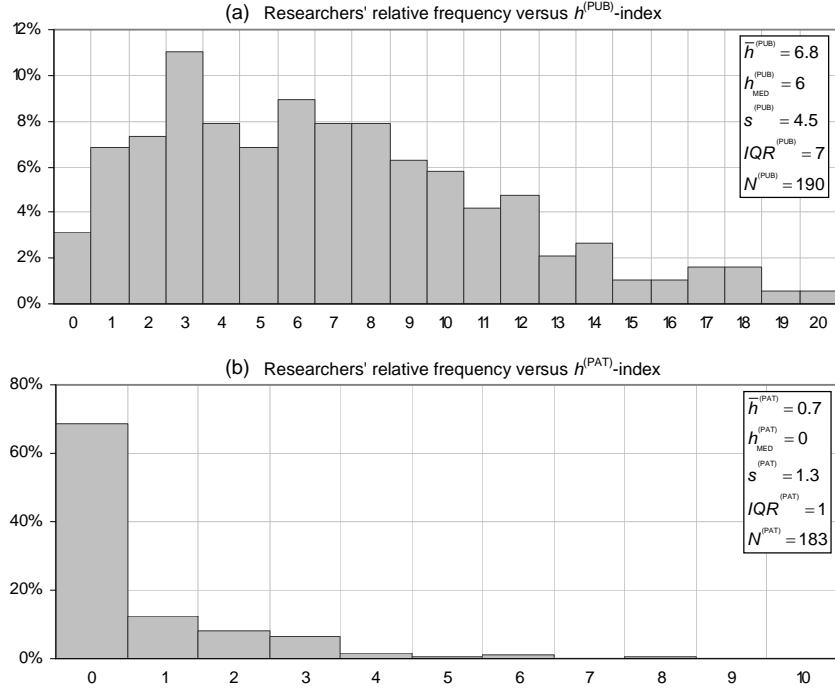 (a) Researchers' relative frequency versus h(PUB)-index
12%
10%
8%
6%
4%
2%
0%
0 1 2 3 4 5 6 7 8 9 10 11 12 13 14 15 16 17 18 19 20
h̅(PUB) = 6.8
hMED(PUB) = 6
s(PUB) = 4.5
IQR(PUB) = 7
N(PUB) = 190
(b) Researchers' relative frequency versus h(PAT)-index
80%
60%
40%
20%
0%
0 1 2 3 4 5 6 7 8 9 10
h̅(PAT) = 0.7
hMED(PAT) = 0
s(PAT) = 1.3
IQR(PAT) = 1
N(PAT) = 183